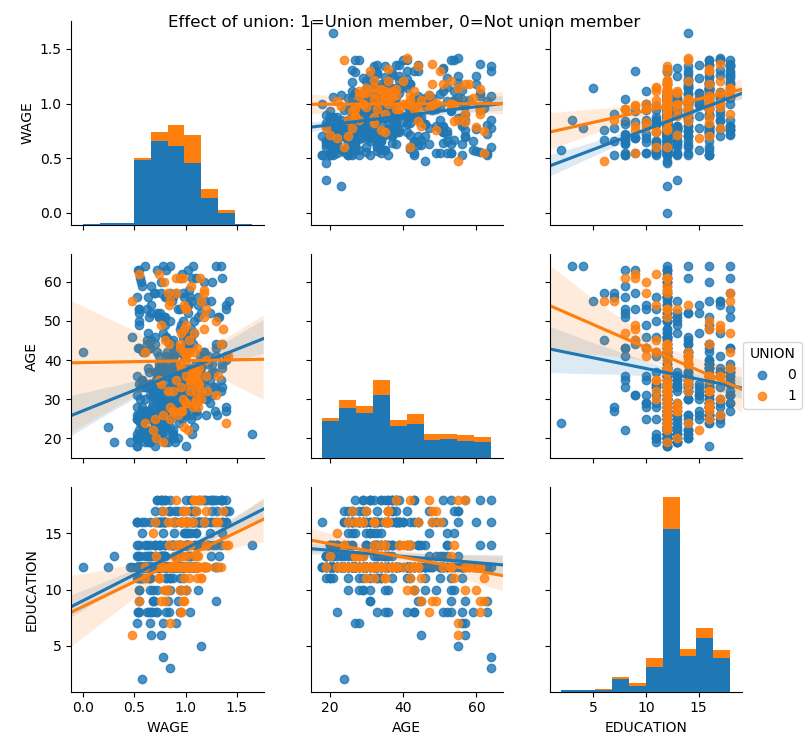 Effect of union: 1=Union member, 0=Not union member
WAGE
1.5
1.0
0.5
0.0
AGE
60
50
40
30
20
UNION
0
1
EDUCATION
15
10
5
0.0 0.5 1.0 1.5
20 40 60
5 10 15
WAGE AGE EDUCATION